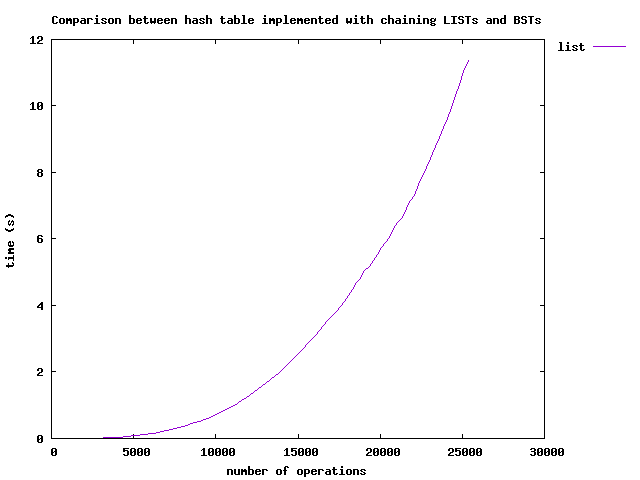 Comparison between hash table implemented with chaining LISTs and BSTs
list
12
10
8
6
4
2
0
time (s)
0 5000 10000 15000 20000 25000 30000
number of operations